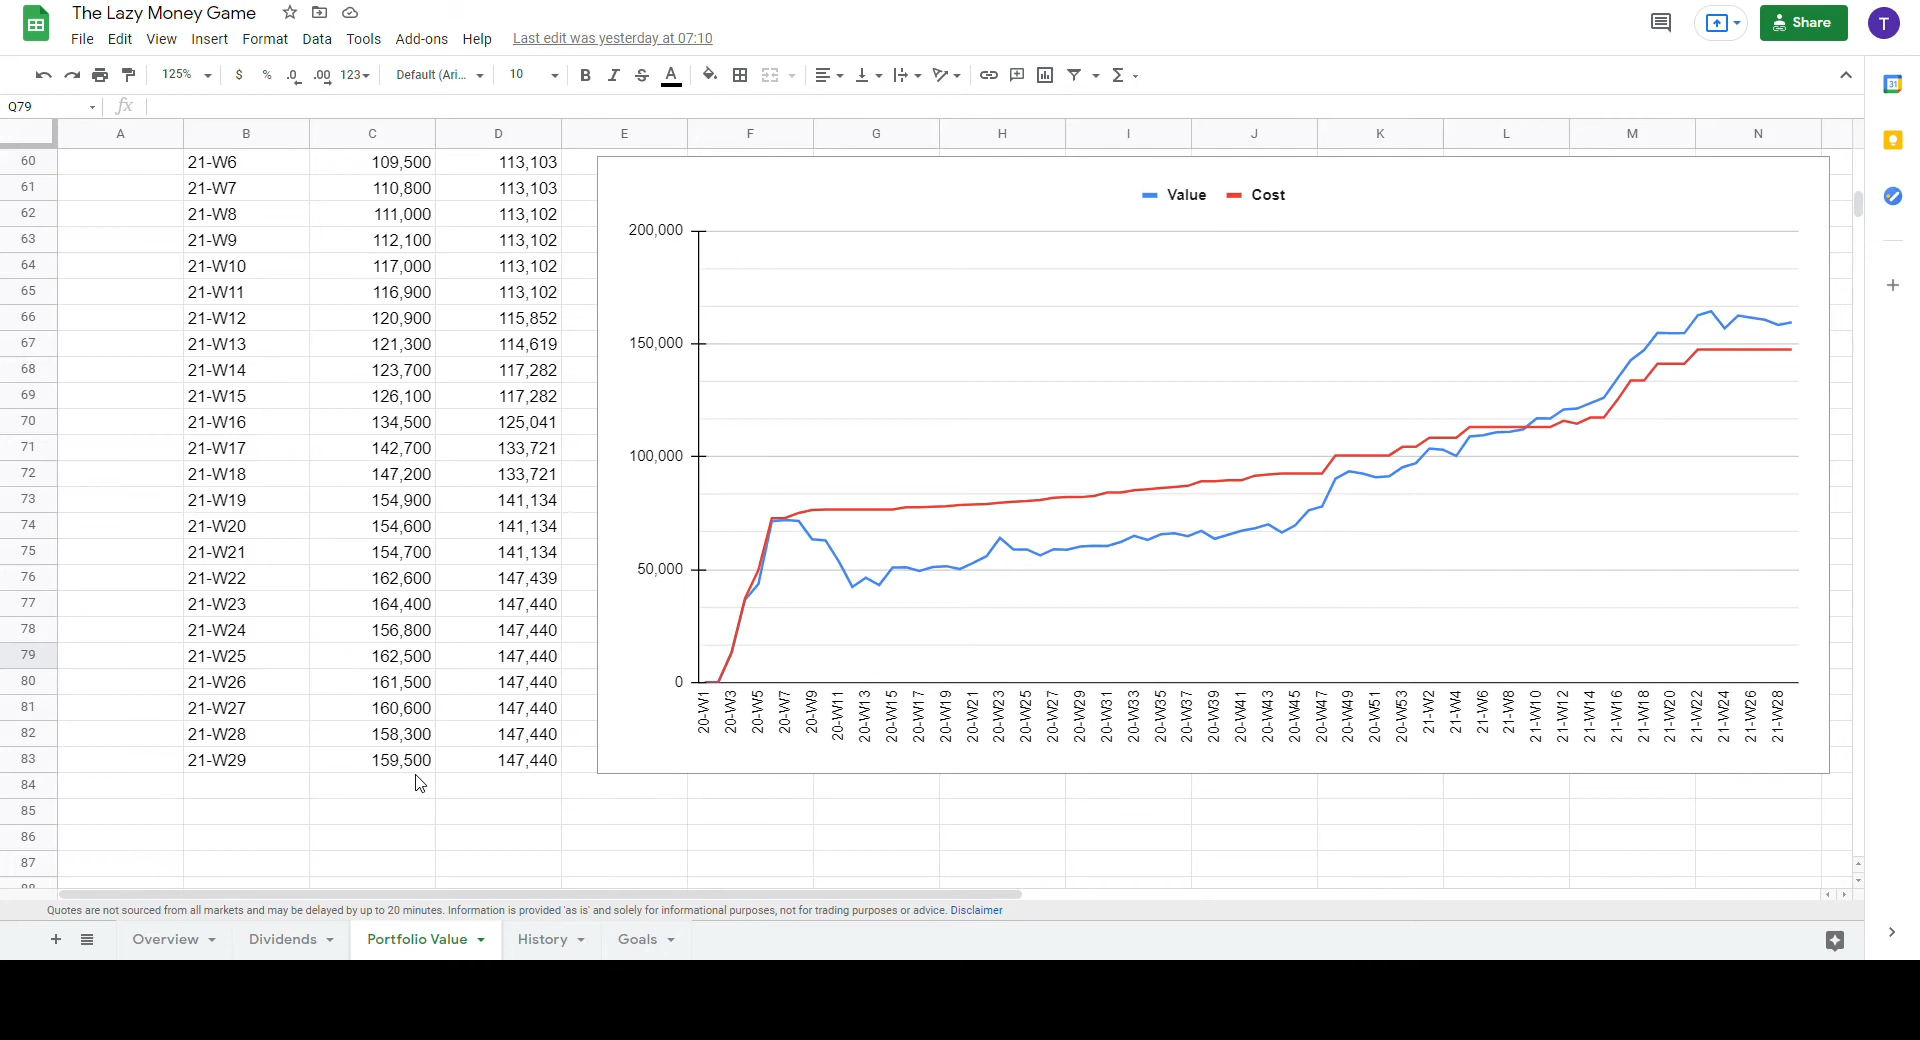 The Lazy Money Game
File Edit View Insert Format Data Tools Add-ons Help Last edit was yesterday at 07:10
Share
T
125% $ % .0 .00 123 Default (Ari... 10 B I S A
Q79 fx
31
A B C D E F G H I J K L M N
60 21-W6 109,500 113,103
61 21-W7 110,800 113,103
62 21-W8 111,000 113,102
63 21-W9 112,100 113,102
64 21-W10 117,000 113,102
65 21-W11 116,900 113,102
66 21-W12 120,900 115,852
67 21-W13 121,300 114,619
68 21-W14 123,700 117,282
69 21-W15 126,100 117,282
70 21-W16 134,500 125,041
71 21-W17 142,700 133,721
72 21-W18 147,200 133,721
73 21-W19 154,900 141,134
74 21-W20 154,600 141,134
75 21-W21 154,700 141,134
76 21-W22 162,600 147,439
77 21-W23 164,400 147,440
78 21-W24 156,800 147,440
79 21-W25 162,500 147,440
80 21-W26 161,500 147,440
81 21-W27 160,600 147,440
82 21-W28 158,300 147,440
83 21-W29 159,500 147,440
84
85
86
87
88
Value Cost
200,000
150,000
100,000
50,000
0
20-W1 20-W3 20-W5 20-W7 20-W9 20-W11 20-W13 20-W15 20-W17 20-W19 20-W21 20-W23 20-W25 20-W27 20-W29 20-W31 20-W33 20-W35 20-W37 20-W39 20-W41 20-W43 20-W45 20-W47 20-W49 20-W51 20-W53 21-W2 21-W4 21-W6 21-W8 21-W10 21-W12 21-W14 21-W16 21-W18 21-W20 21-W22 21-W24 21-W26 21-W28
Quotes are not sourced from all markets and may be delayed by up to 20 minutes. Information is provided 'as is' and solely for informational purposes, not for trading purposes or advice. Disclaimer
Overview Dividends Portfolio Value History Goals